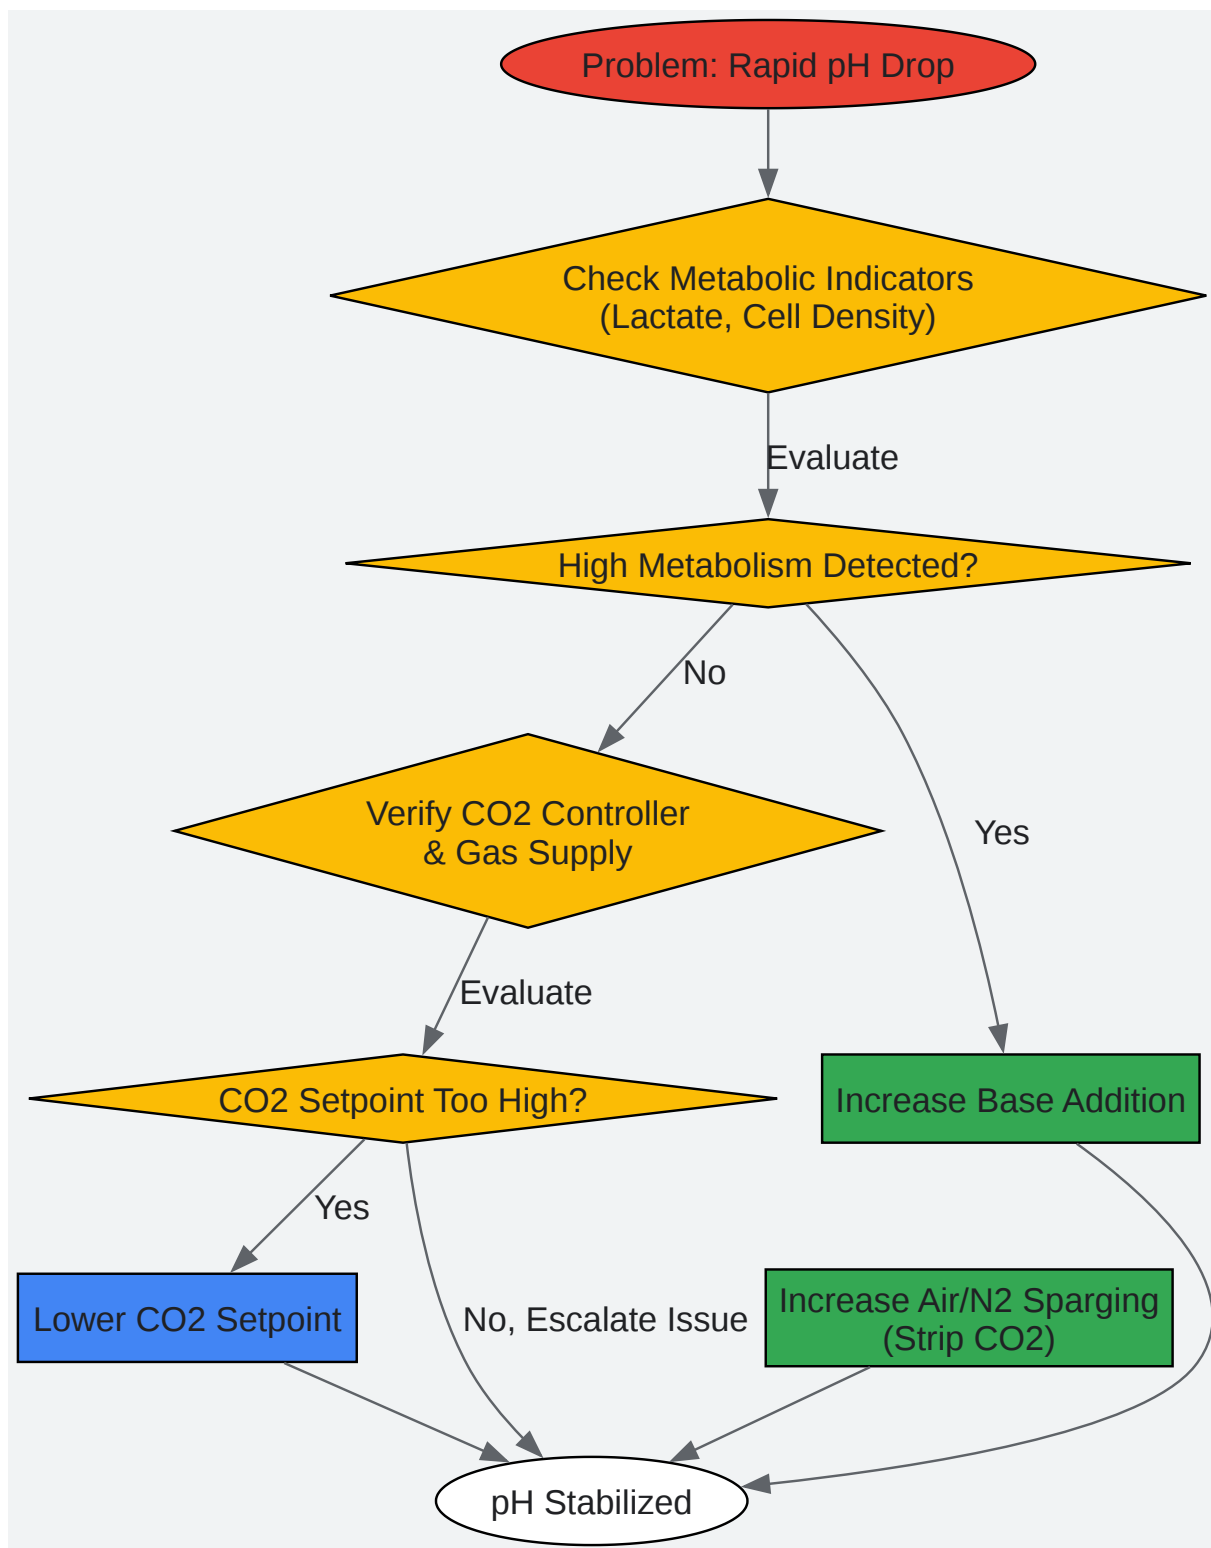 Problem: Rapid pH Drop
Check Metabolic Indicators
(Lactate, Cell Density)
Evaluate
High Metabolism Detected?
No
Verify CO2 Controller
& Gas Supply
Yes
Evaluate
CO2 Setpoint Too High?
Increase Base Addition
Yes
Lower CO2 Setpoint
No, Escalate Issue
Increase Air/N2 Sparging
(Strip CO2)
pH Stabilized